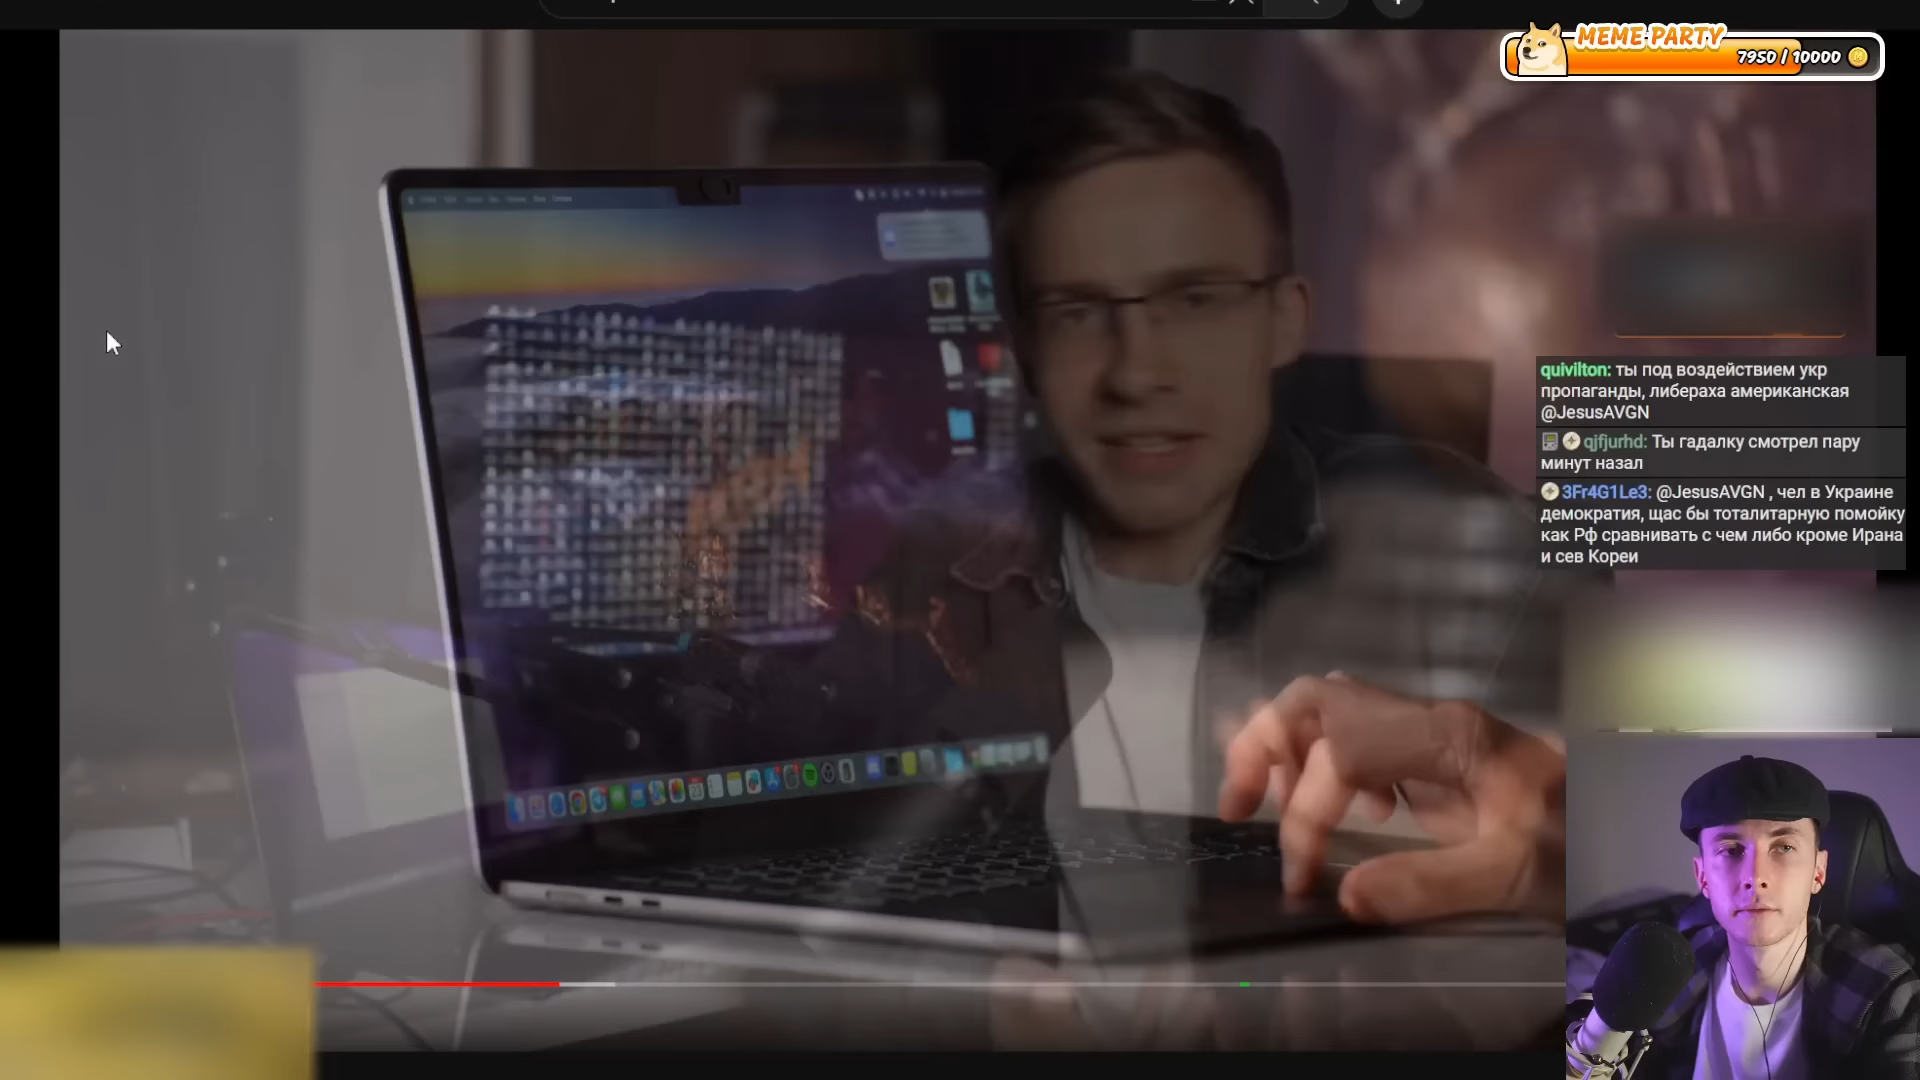 MEME PARTY
7950 / 10000
quivilton: ты под воздействием укр
пропаганды, либераха американская
@JesusAVGN
qjfjurhd: Ты гадалку смотрел пару
минут назал
3Fr4G1Le3: @JesusAVGN , чел в Украине
демократия, щас бы тоталитарную помойку
как Рф сравнивать с чем либо кроме Ирана
и сев Кореи